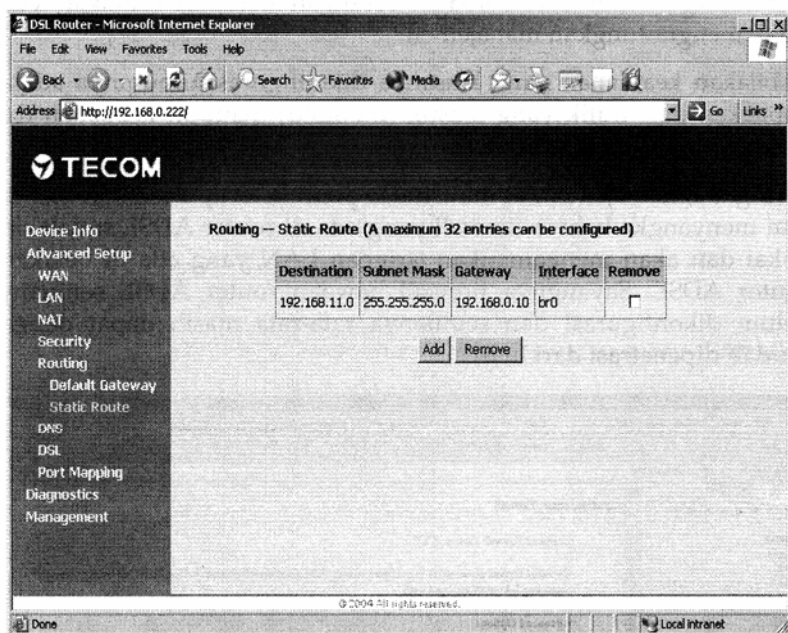 DSL Router - Microsoft Internet Explorer
File Edit View Favorites Tools Help
Back Search Favorites Media
Address http://192.168.0.222/ Go Links »
TECOM
Device Info
Advanced Setup
WAN
LAN
NAT
Security
Routing
Default Gateway
Static Route
DNS
DSL
Port Mapping
Diagnostics
Management
Routing -- Static Route (A maximum 32 entries can be configured)
Destination Subnet Mask Gateway Interface Remove
192.168.11.0 255.255.255.0 192.168.0.10 br0
Add Remove
© 2004 All rights reserved.
Done Local intranet